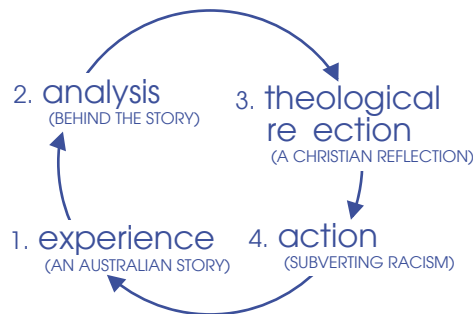 2. analysis
(BEHIND THE STORY)
3. theological
re ection
(A CHRISTIAN REFLECTION)
1. experience
(AN AUSTRALIAN STORY)
4. action
(SUBVERTING RACISM)